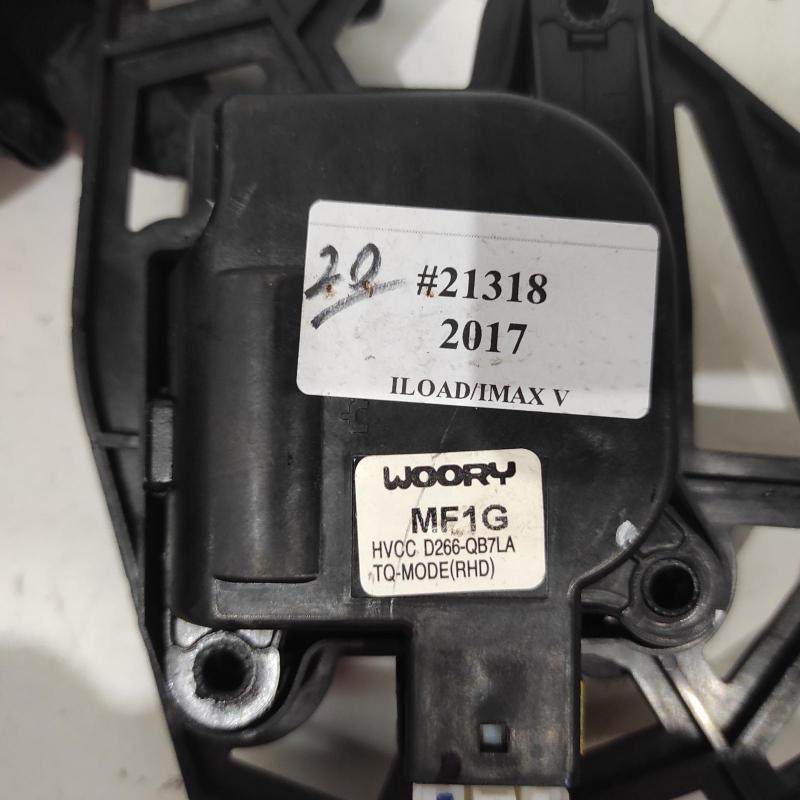 20
#21318
2017
ILOAD/IMAX V
WOORY
MF1G
HVCC D266-QB7LA
TQ-MODE(RHD)